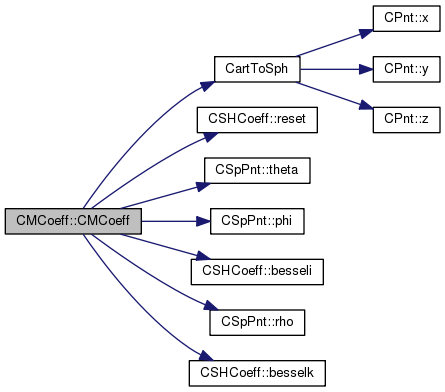 CPnt::x
CartToSph
CPnt::y
CPnt::z
CSHCoeff::reset
CSpPnt::theta
CMCoeff::CMCoeff
CSpPnt::phi
CSHCoeff::besseli
CSpPnt::rho
CSHCoeff::besselk